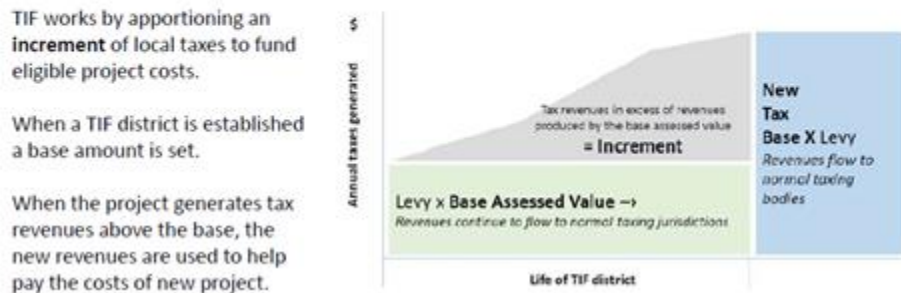 TIF works by apportioning an
increment of local taxes to fund
eligible project costs.
When a TIF district is established
a base amount is set.
When the project generates tax
revenues above the base, the
new revenues are used to help
pay the costs of new project.
$
Annual taxes generated
Tax revenues in excess of revenues
produced by the base assessed value
= Increment
Levy x Base Assessed Value -->
Revenues continue to flow to normal taxing jurisdictions
Life of TIF district
New
Tax
Base X Levy
Revenues flow to
normal taxing
bodies